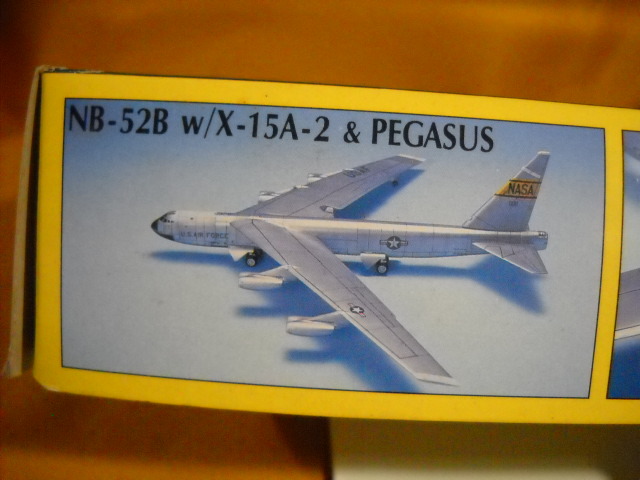 NB-52B w/X-15A-2 & PEGASUS
NASA
U.S. AIR FORCE